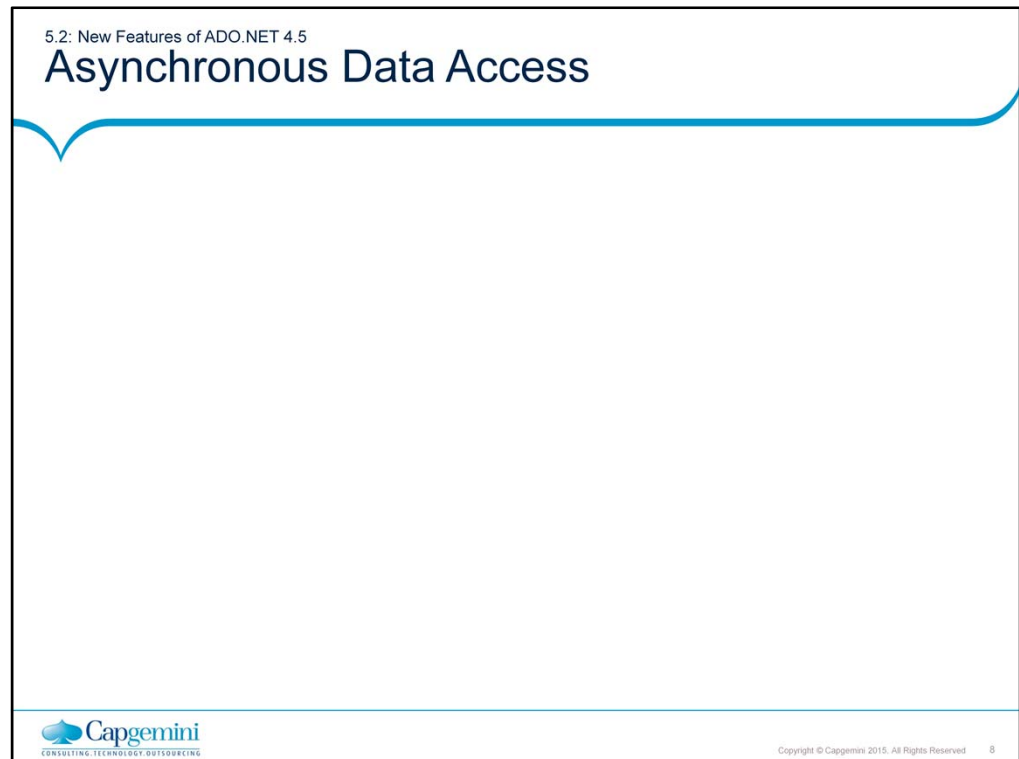 5.2: New Features of ADO.NET 4.5
Asynchronous Data Access
Capgemini
CONSULTING.TECHNOLOGY.OUTSOURCING
Copyright © Capgemini 2015. All Rights Reserved 8